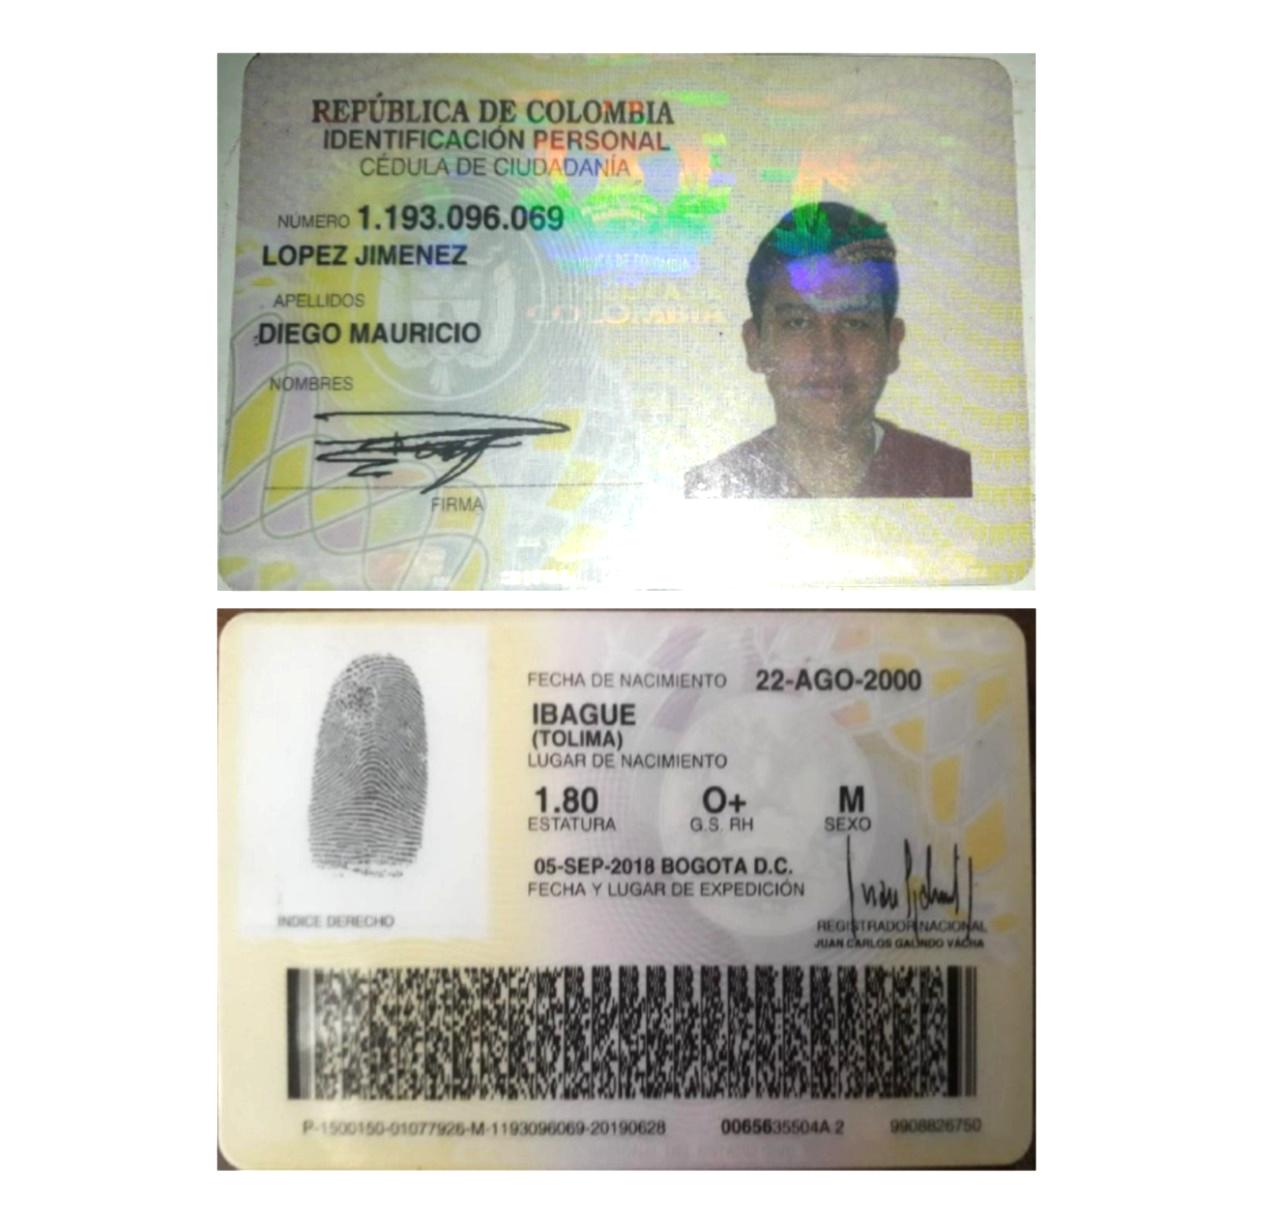 REPÚBLICA DE COLOMBIA
IDENTIFICACIÓN PERSONAL
CÉDULA DE CIUDADANÍA
NÚMERO 1.193.096.069
LOPEZ JIMENEZ
APELLIDOS
DIEGO MAURICIO
NOMBRES
FIRMA
FECHA DE NACIMIENTO 22-AGO-2000
IBAGUE
(TOLIMA)
LUGAR DE NACIMIENTO
1.80 O+ M
ESTATURA G.S. RH SEXO
05-SEP-2018 BOGOTA D.C.
FECHA Y LUGAR DE EXPEDICIÓN
INDICE DERECHO
REGISTRADOR NACIONAL
JUAN CARLOS GALINDO VACHA
P-1500150-01077926-M-1193096069-20190628 0065635504A 2 9908826750